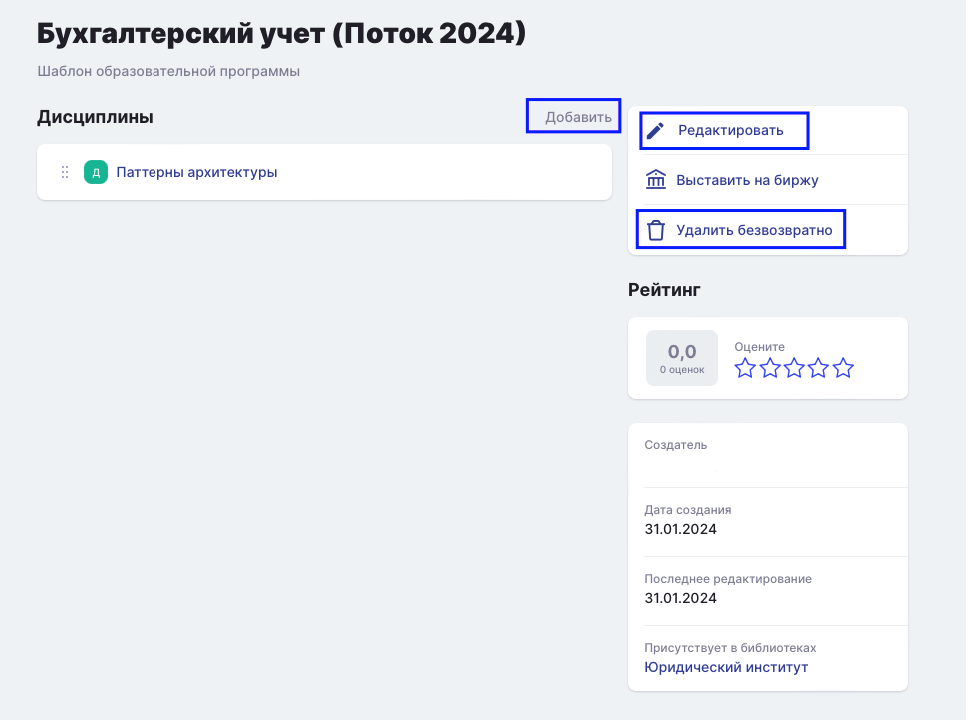 Бухгалтерский учет (Поток 2024)
Шаблон образовательной программы
Дисциплины
Добавить
Д Паттерны архитектуры
Редактировать
Выставить на биржу
Удалить безвозвратно
Рейтинг
0,0
0 оценок
Оцените
Создатель
Дата создания
31.01.2024
Последнее редактирование
31.01.2024
Присутствует в библиотеках
Юридический институт